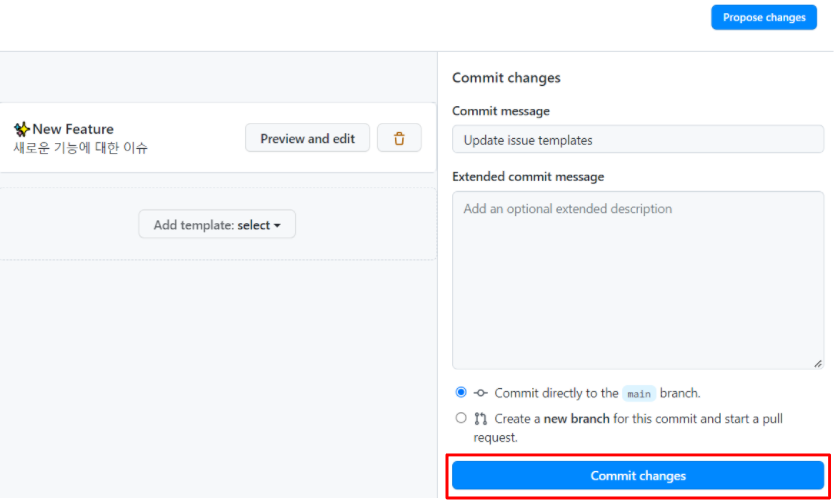 Propose changes
✨New Feature
새로운 기능에 대한 이슈
Preview and edit
Add template: select
Commit changes
Commit message
Update issue templates
Extended commit message
Add an optional extended description
Commit directly to the main branch.
Create a new branch for this commit and start a pull
request.
Commit changes